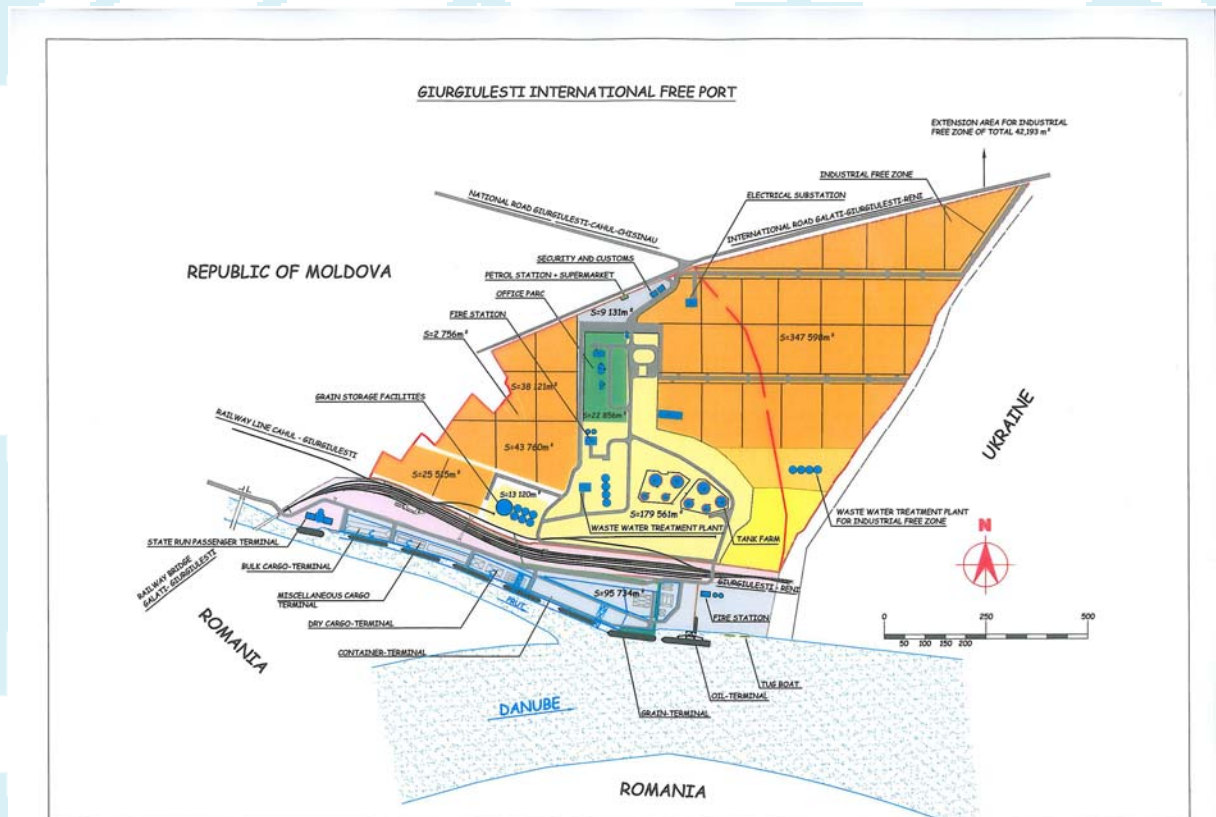 GIURGIULESTI INTERNATIONAL FREE PORT
EXTENSION AREA FOR INDUSTRIAL
FREE ZONE OF TOTAL 42,193 m²
INDUSTRIAL FREE ZONE
ELECTRICAL SUBSTATION
NATIONAL ROAD GIURGIULESTI-CAHUL-CHISINAU
INTERNATIONAL ROAD GALATI-GIURGIULESTI-RENI
SECURITY AND CUSTOMS
REPUBLIC OF MOLDOVA
PETROL STATION + SUPERMARKET
OFFICE PARC
S=9 131m²
FIRE STATION
S=2 756m²
S=347 598m²
S=38 121m²
GRAIN STORAGE FACILITIES
S=22 856m²
UKRAINE
RAILWAY LINE CAHUL - GIURGIULESTI
S=43 760m²
S=25 515m²
S=13 120m²
S=179 561m²
WASTE WATER TREATMENT PLANT
FOR INDUSTRIAL FREE ZONE
WASTE WATER TREATMENT PLANT
TANK FARM
N
STATE RUN PASSENGER TERMINAL
BULK CARGO-TERMINAL
GIURGIULESTI - RENI
RAILWAY BRIDGE
GALATI- GIURGIULESTI
MISCELLANEOUS CARGO
TERMINAL
PRUT
S=95 734m²
FIRE STATION
0 250 500
50 100 150 200
ROMANIA
DRY CARGO-TERMINAL
CONTAINER-TERMINAL
TUG BOAT
OIL-TERMINAL
DANUBE
GRAIN-TERMINAL
ROMANIA